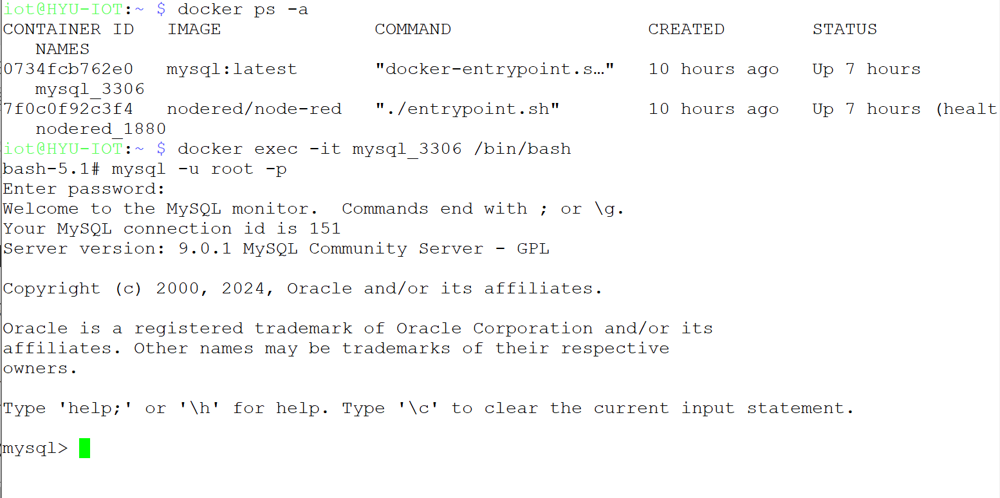 iot@HYU-IOT:~ $ docker ps -a
CONTAINER ID   IMAGE              COMMAND                  CREATED        STATUS
   NAMES
0734fcb762e0   mysql:latest       "docker-entrypoint.s…"   10 hours ago   Up 7 hours
   mysql_3306
7f0c0f92c3f4   nodered/node-red   "./entrypoint.sh"        10 hours ago   Up 7 hours (healt
   nodered_1880
iot@HYU-IOT:~ $ docker exec -it mysql_3306 /bin/bash
bash-5.1# mysql -u root -p
Enter password:
Welcome to the MySQL monitor.  Commands end with ; or \g.
Your MySQL connection id is 151
Server version: 9.0.1 MySQL Community Server - GPL

Copyright (c) 2000, 2024, Oracle and/or its affiliates.

Oracle is a registered trademark of Oracle Corporation and/or its
affiliates. Other names may be trademarks of their respective
owners.

Type 'help;' or '\h' for help. Type '\c' to clear the current input statement.

mysql>